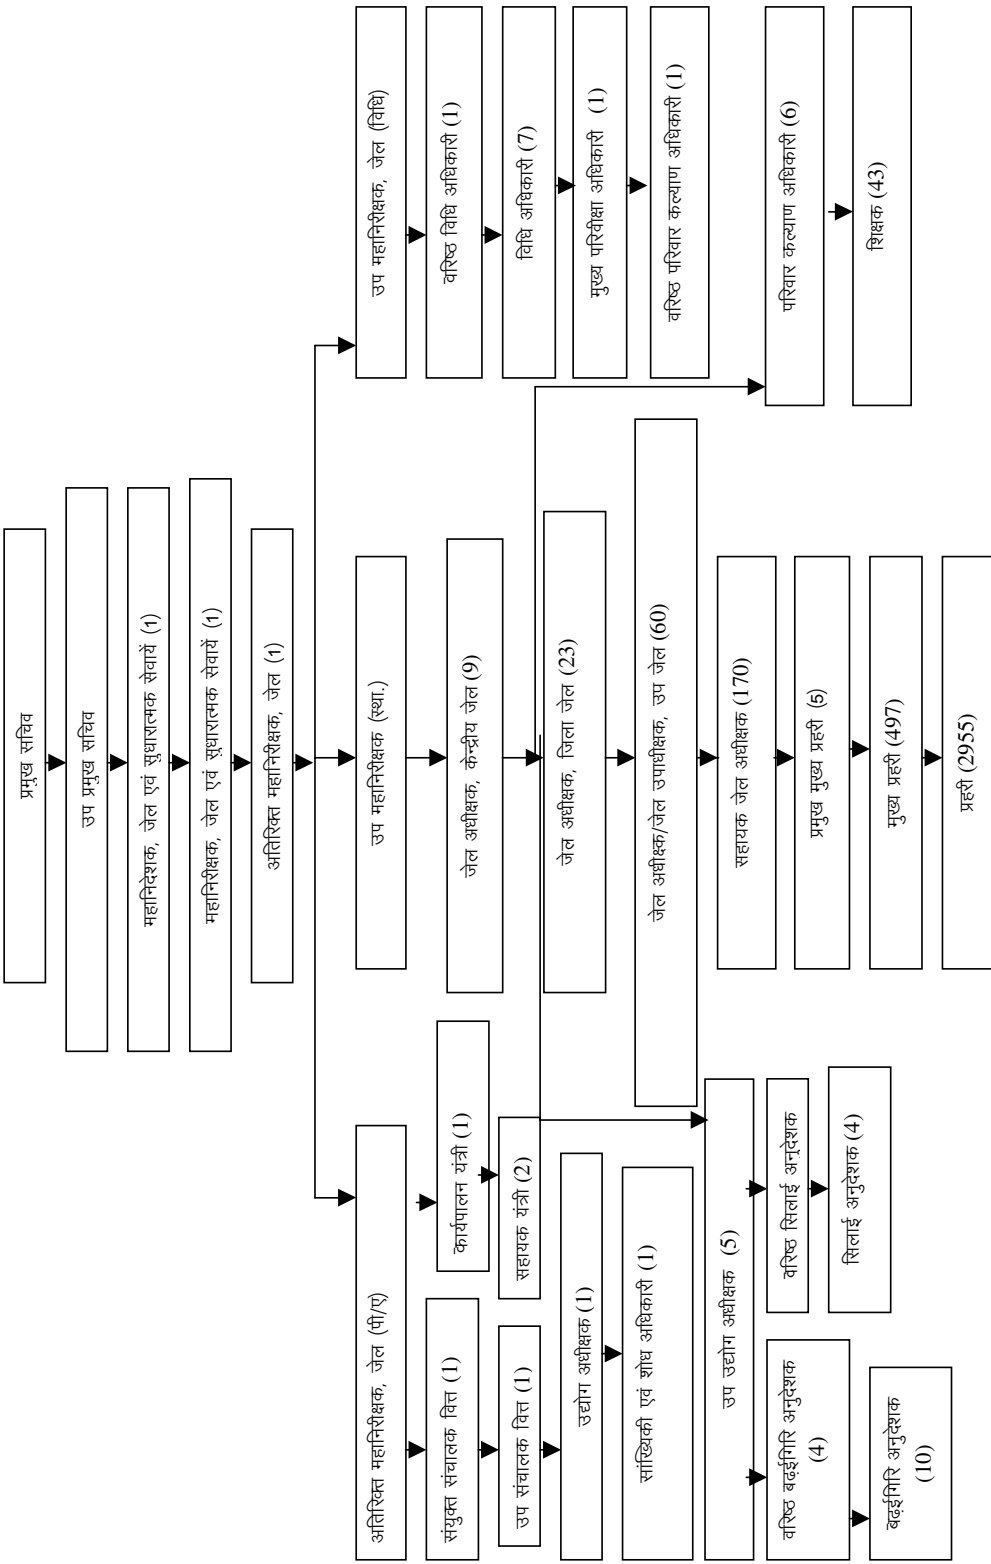 प्रमुख सचिव
उप प्रमुख सचिव
महानिदेशक, जेल एवं सुधारात्मक सेवायें (1)
महानिरीक्षक, जेल एवं सुधारात्मक सेवायें (1)
अतिरिक्त महानिरीक्षक, जेल (1)
अतिरिक्त महानिरीक्षक, जेल (पी/ए)
संयुक्त संचालक वित्त (1)
उप संचालक वित्त (1)
कार्यपालन यंत्री (1)
सहायक यंत्री (2)
उद्योग अधीक्षक (1)
सांख्यिकी एवं शोध अधिकारी (1)
उप उद्योग अधीक्षक (5)
वरिष्ठ बढ़ईगिरि अनुदेशक
(4)
बढ़ईगिरि अनुदेशक
(10)
वरिष्ठ सिलाई अनुदेशक
सिलाई अनुदेशक (4)
उप महानिरीक्षक (स्था.)
जेल अधीक्षक, केन्द्रीय जेल (9)
जेल अधीक्षक, जिला जेल (23)
जेल अधीक्ष्क/जेल उपाधीक्षक, उप जेल (60)
सहायक जेल अधीक्षक (170)
प्रमुख मुख्य प्रहरी (5)
मुख्य प्रहरी (497)
प्रहरी (2955)
उप महानिरीक्षक, जेल (विधि)
वरिष्ठ विधि अधिकारी (1)
विधि अधिकारी (7)
मुख्य परिवीक्षा अधिकारी (1)
वरिष्ठ परिवार कल्याण अधिकारी (1)
परिवार कल्याण अधिकारी (6)
शिक्षक (43)